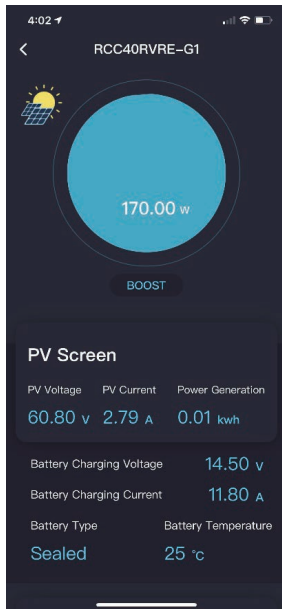 4:02
RCC40RVRE-G1
170.00 w
BOOST
PV Screen
PV Voltage PV Current Power Generation
60.80 v 2.79 A 0.01 kwh
Battery Charging Voltage 14.50 v
Battery Charging Current 11.80 A
Battery Type Battery Temperature
Sealed 25 °c